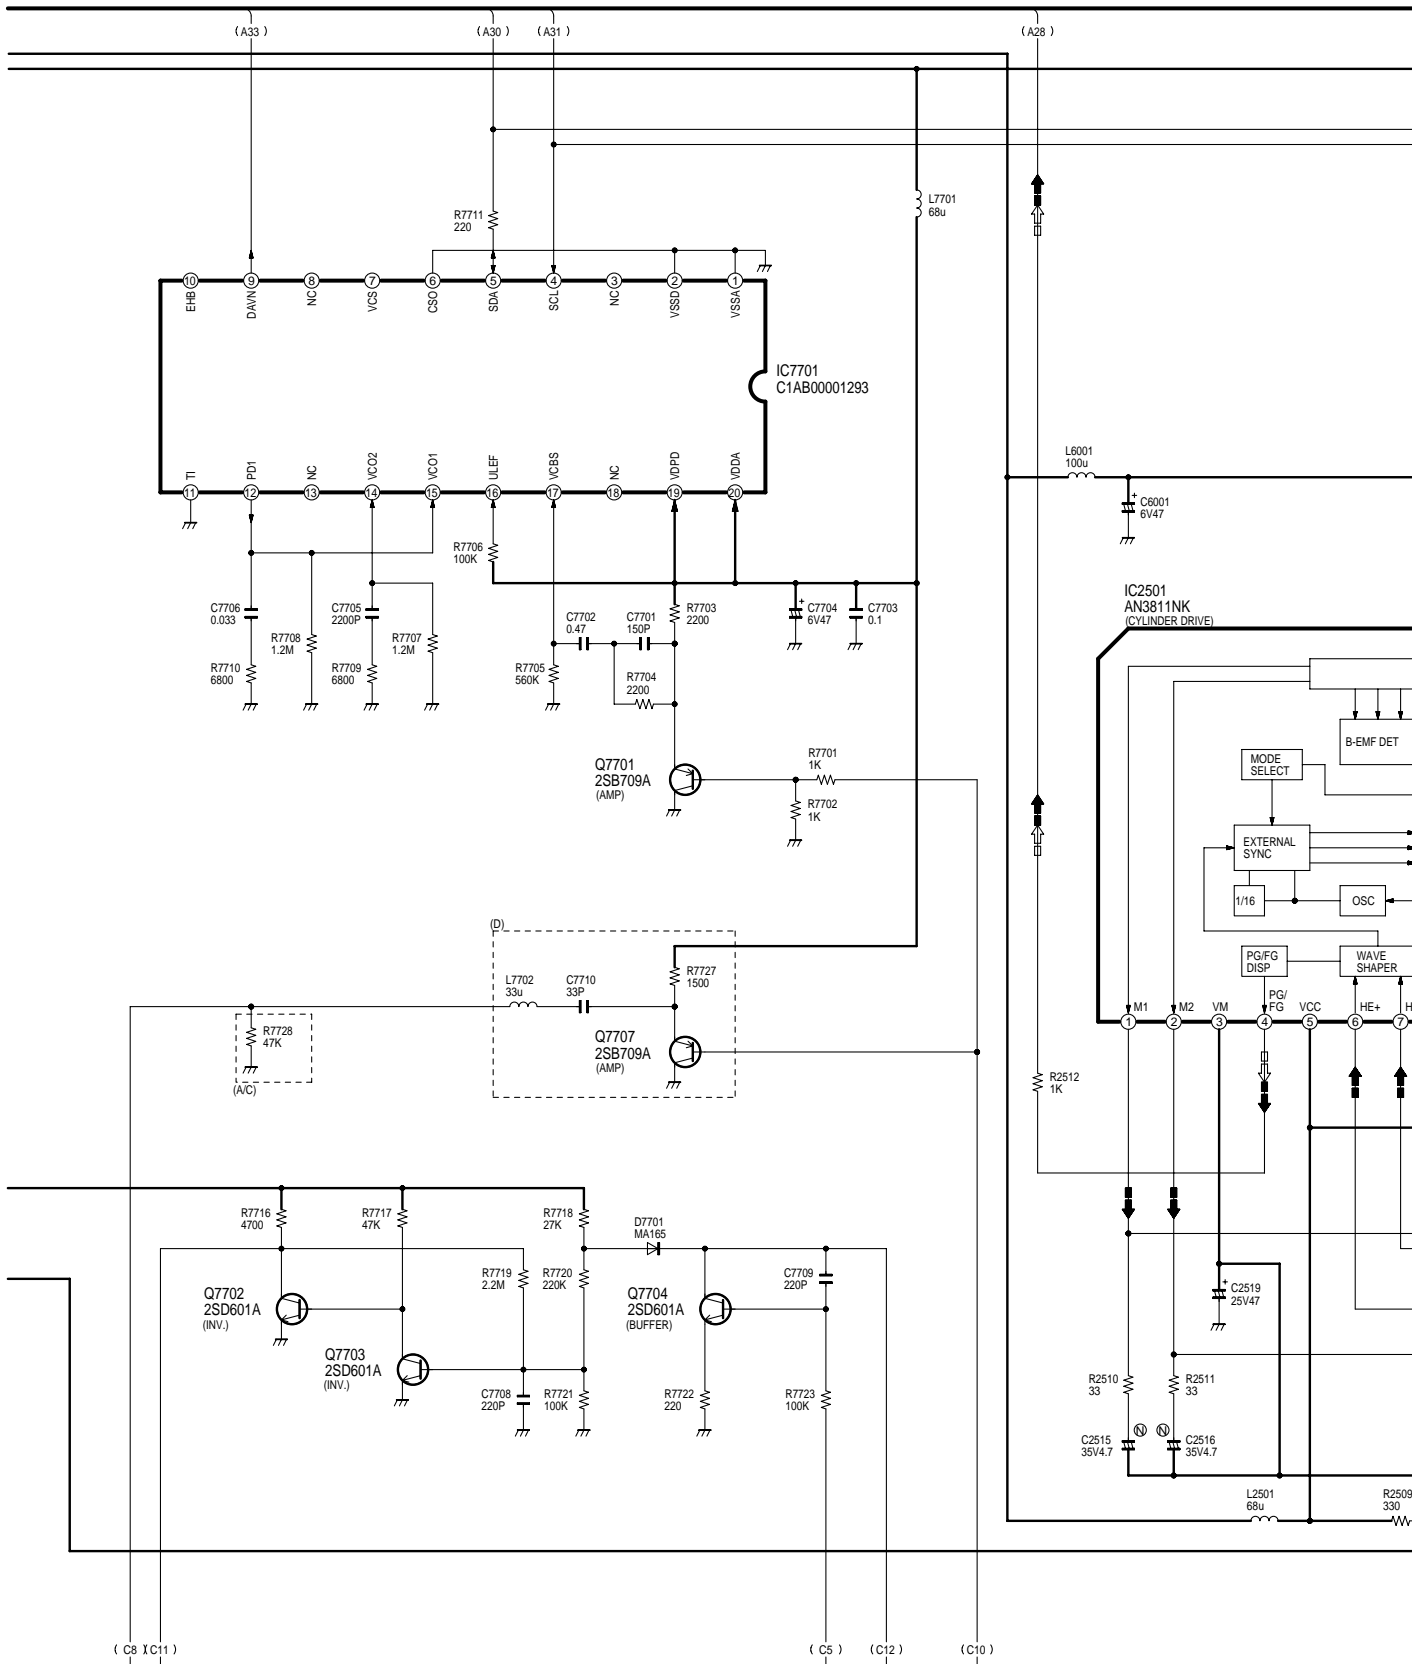 ( A33 )
( A30 )
( A31 )
( A28 )
L7701
68u
R7711
220
10
9
8
7
6
5
4
3
2
1
EHB
DAVN
NC
VCS
CSO
SDA
SCL
NC
VSSD
VSSA
IC7701
C1AB00001293
TI
PD1
NC
VCO2
VCO1
ULEF
VCBS
NC
VDPD
VDDA
11
12
13
14
15
16
17
18
19
20
L6001
100u
+
C6001
6V47
R7706
100K
C7706
0.033
R7708
1.2M
C7705
2200P
R7707
1.2M
C7702
0.47
C7701
150P
R7703
2200
+
C7704
6V47
C7703
0.1
R7710
6800
R7709
6800
R7705
560K
R7704
2200
IC2501
AN3811NK
(CYLINDER DRIVE)
B-EMF DET
MODE
SELECT
EXTERNAL
SYNC
1/16
OSC
PG/FG
DISP
WAVE
SHAPER
Q7701
2SB709A
(AMP)
R7701
1K
R7702
1K
(D)
L7702
33u
C7710
33P
R7727
1500
Q7707
2SB709A
(AMP)
R7728
47K
(A/C)
M1
M2
VM
PG/
FG
VCC
HE+
H
1
2
3
4
5
6
7
R2512
1K
R7716
4700
R7717
47K
R7718
27K
D7701
MA165
R7719
2.2M
R7720
220K
C7709
220P
Q7702
2SD601A
(INV.)
Q7704
2SD601A
(BUFFER)
+
C2519
25V47
Q7703
2SD601A
(INV.)
C7708
220P
R7721
100K
R7722
220
R7723
100K
R2510
33
R2511
33
N
N
C2515
35V4.7
C2516
35V4.7
L2501
68u
R2509
330
( C8 )
( C11 )
( C5 )
( C12 )
( C10 )